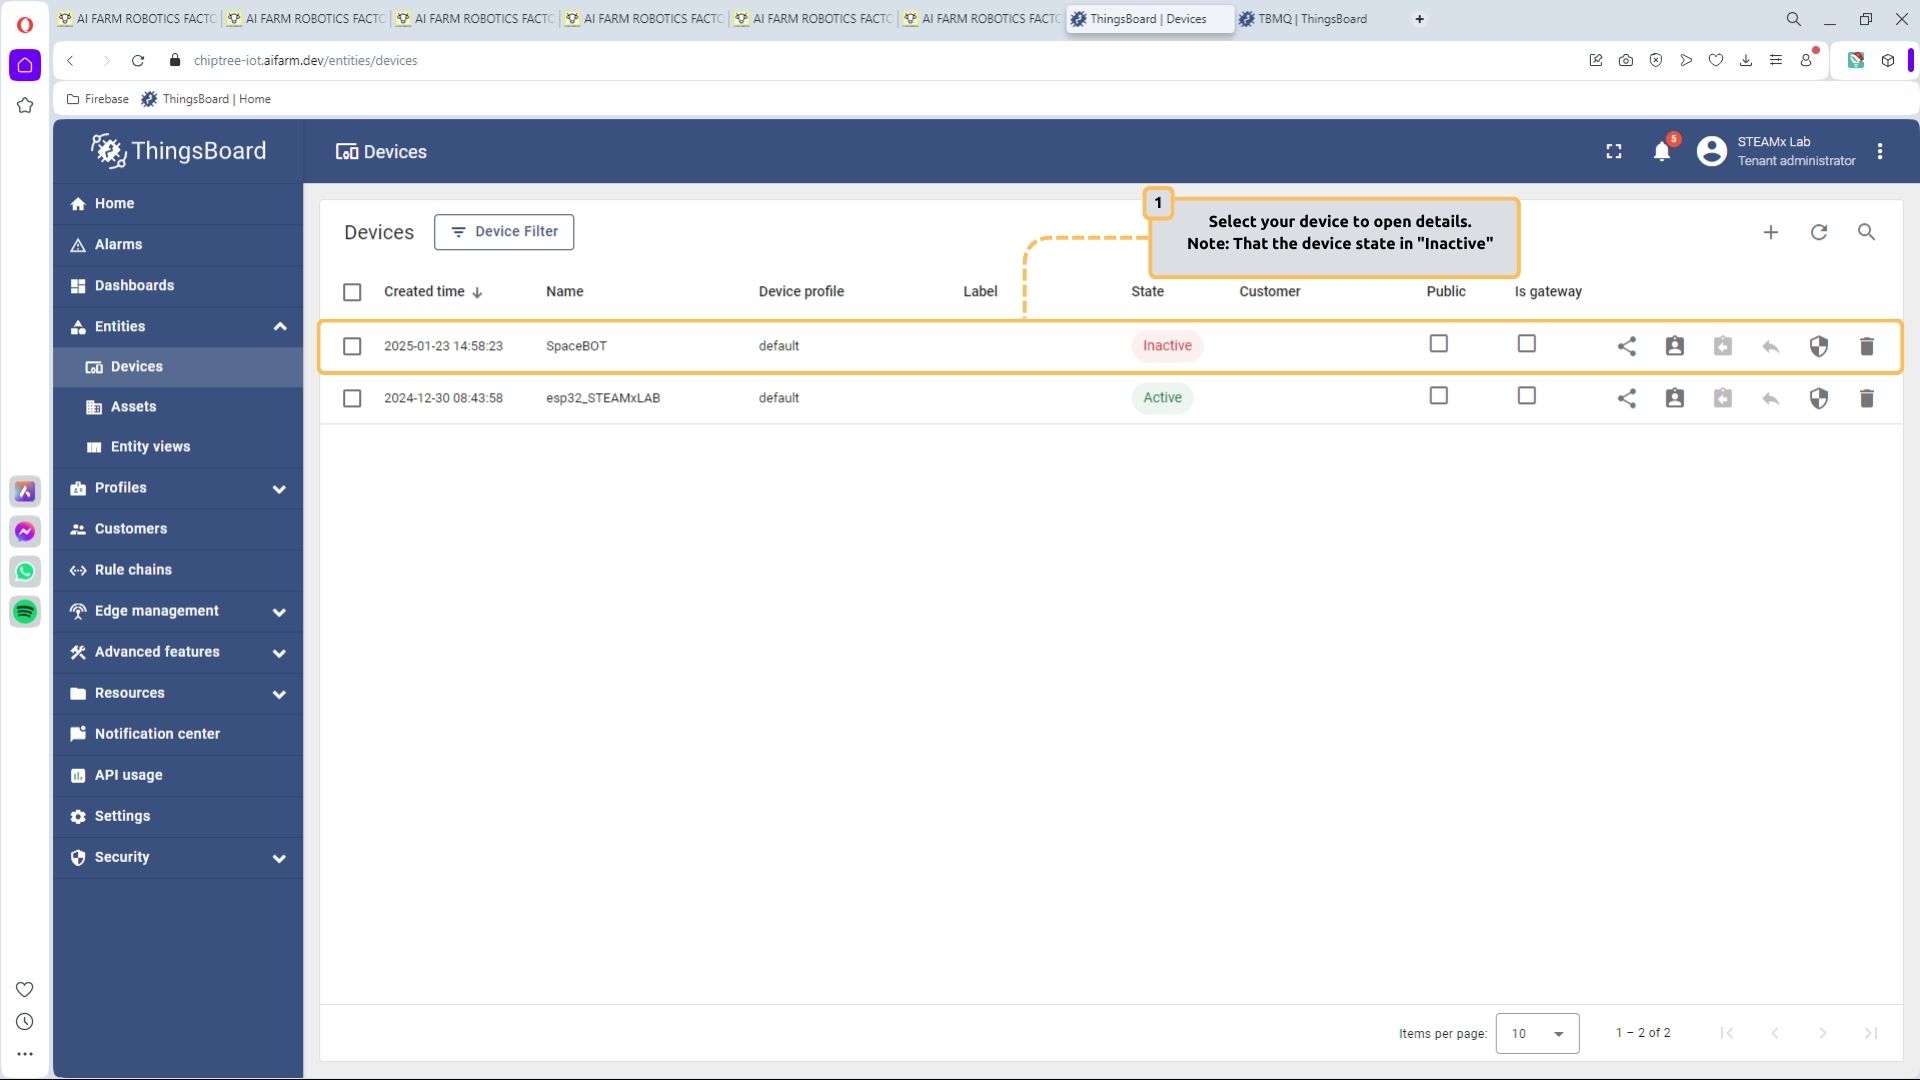 AI FARM ROBOTICS FACTO
AI FARM ROBOTICS FACTO
AI FARM ROBOTICS FACTO
AI FARM ROBOTICS FACTO
AI FARM ROBOTICS FACTO
AI FARM ROBOTICS FACTO
ThingsBoard | Devices
TBMQ | ThingsBoard
chiptree-iot.aifarm.dev/entities/devices
Firebase
ThingsBoard | Home
ThingsBoard
Devices
5
STEAMx Lab
Tenant administrator
Home
Alarms
Dashboards
Entities
Devices
Assets
Entity views
Profiles
Customers
Rule chains
Edge management
Advanced features
Resources
Notification center
API usage
Settings
Security
Devices
Device Filter
1
Select your device to open details.
Note: That the device state in "Inactive"
Created time Name Device profile Label State Customer Public Is gateway
2025-01-23 14:58:23 SpaceBOT default Inactive
2024-12-30 08:43:58 esp32_STEAMxLAB default Active
Items per page: 10 1 – 2 of 2